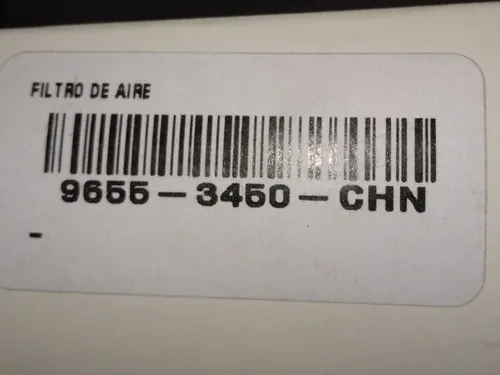 FILTRO DE AIRE
9655-3450-CHN
-